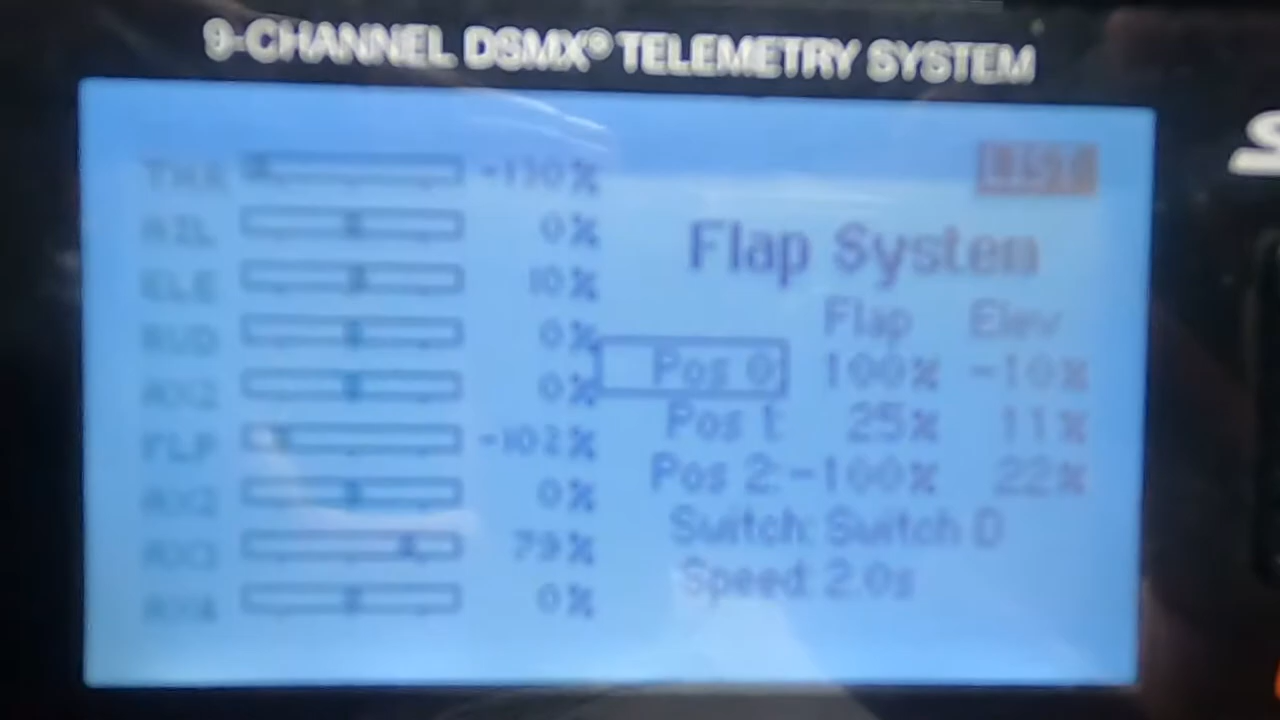 9-CHANNEL DSMX® TELEMETRY SYSTEM
THR -130%
AIL 0%
ELE 10%
RUD 0%
0%
FLP -102%
0%
79%
0%
Flap System
Flap Elev
Pos 0: 100% -10%
Pos 1: 25% 11%
Pos 2: -100% 22%
Switch: Switch D
Speed: 2.0s